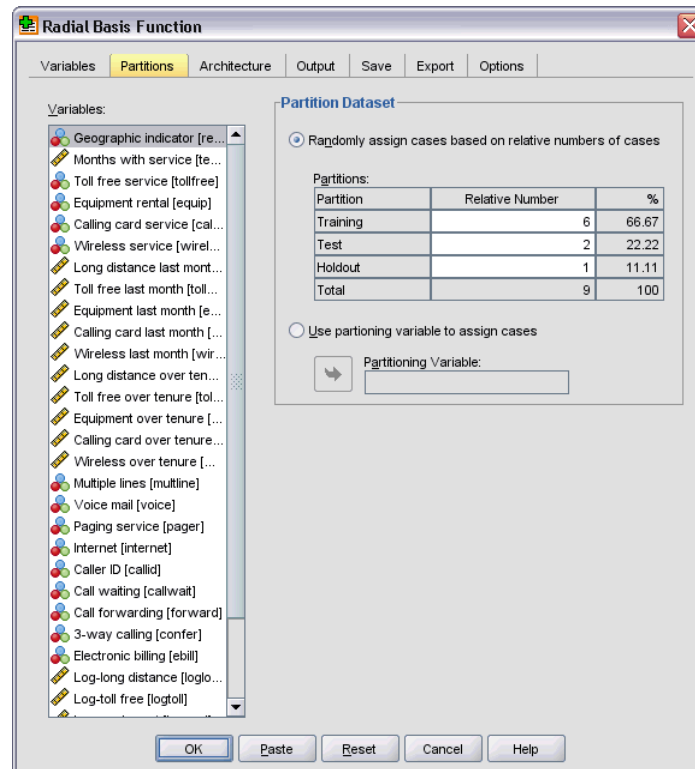 Radial Basis Function
Variables Partitions Architecture Output Save Export Options
Variables:
Geographic indicator [re...
Months with service [te...
Toll free service [tollfree]
Equipment rental [equip]
Calling card service [cal...
Wireless service [wirel...
Long distance last mont...
Toll free last month [toll...
Equipment last month [e...
Calling card last month [...
Wireless last month [wir...
Long distance over ten...
Toll free over tenure [tol...
Equipment over tenure [...
Calling card over tenure...
Wireless over tenure [...
Multiple lines [multline]
Voice mail [voice]
Paging service [pager]
Internet [internet]
Caller ID [callid]
Call waiting [callwait]
Call forwarding [forward]
3-way calling [confer]
Electronic billing [ebill]
Log-long distance [loglo...
Log-toll free [logtoll]
Partition Dataset
Randomly assign cases based on relative numbers of cases
Partitions:
Partition Relative Number %
Training 6 66.67
Test 2 22.22
Holdout 1 11.11
Total 9 100
Use partioning variable to assign cases
Partitioning Variable:
OK Paste Reset Cancel Help